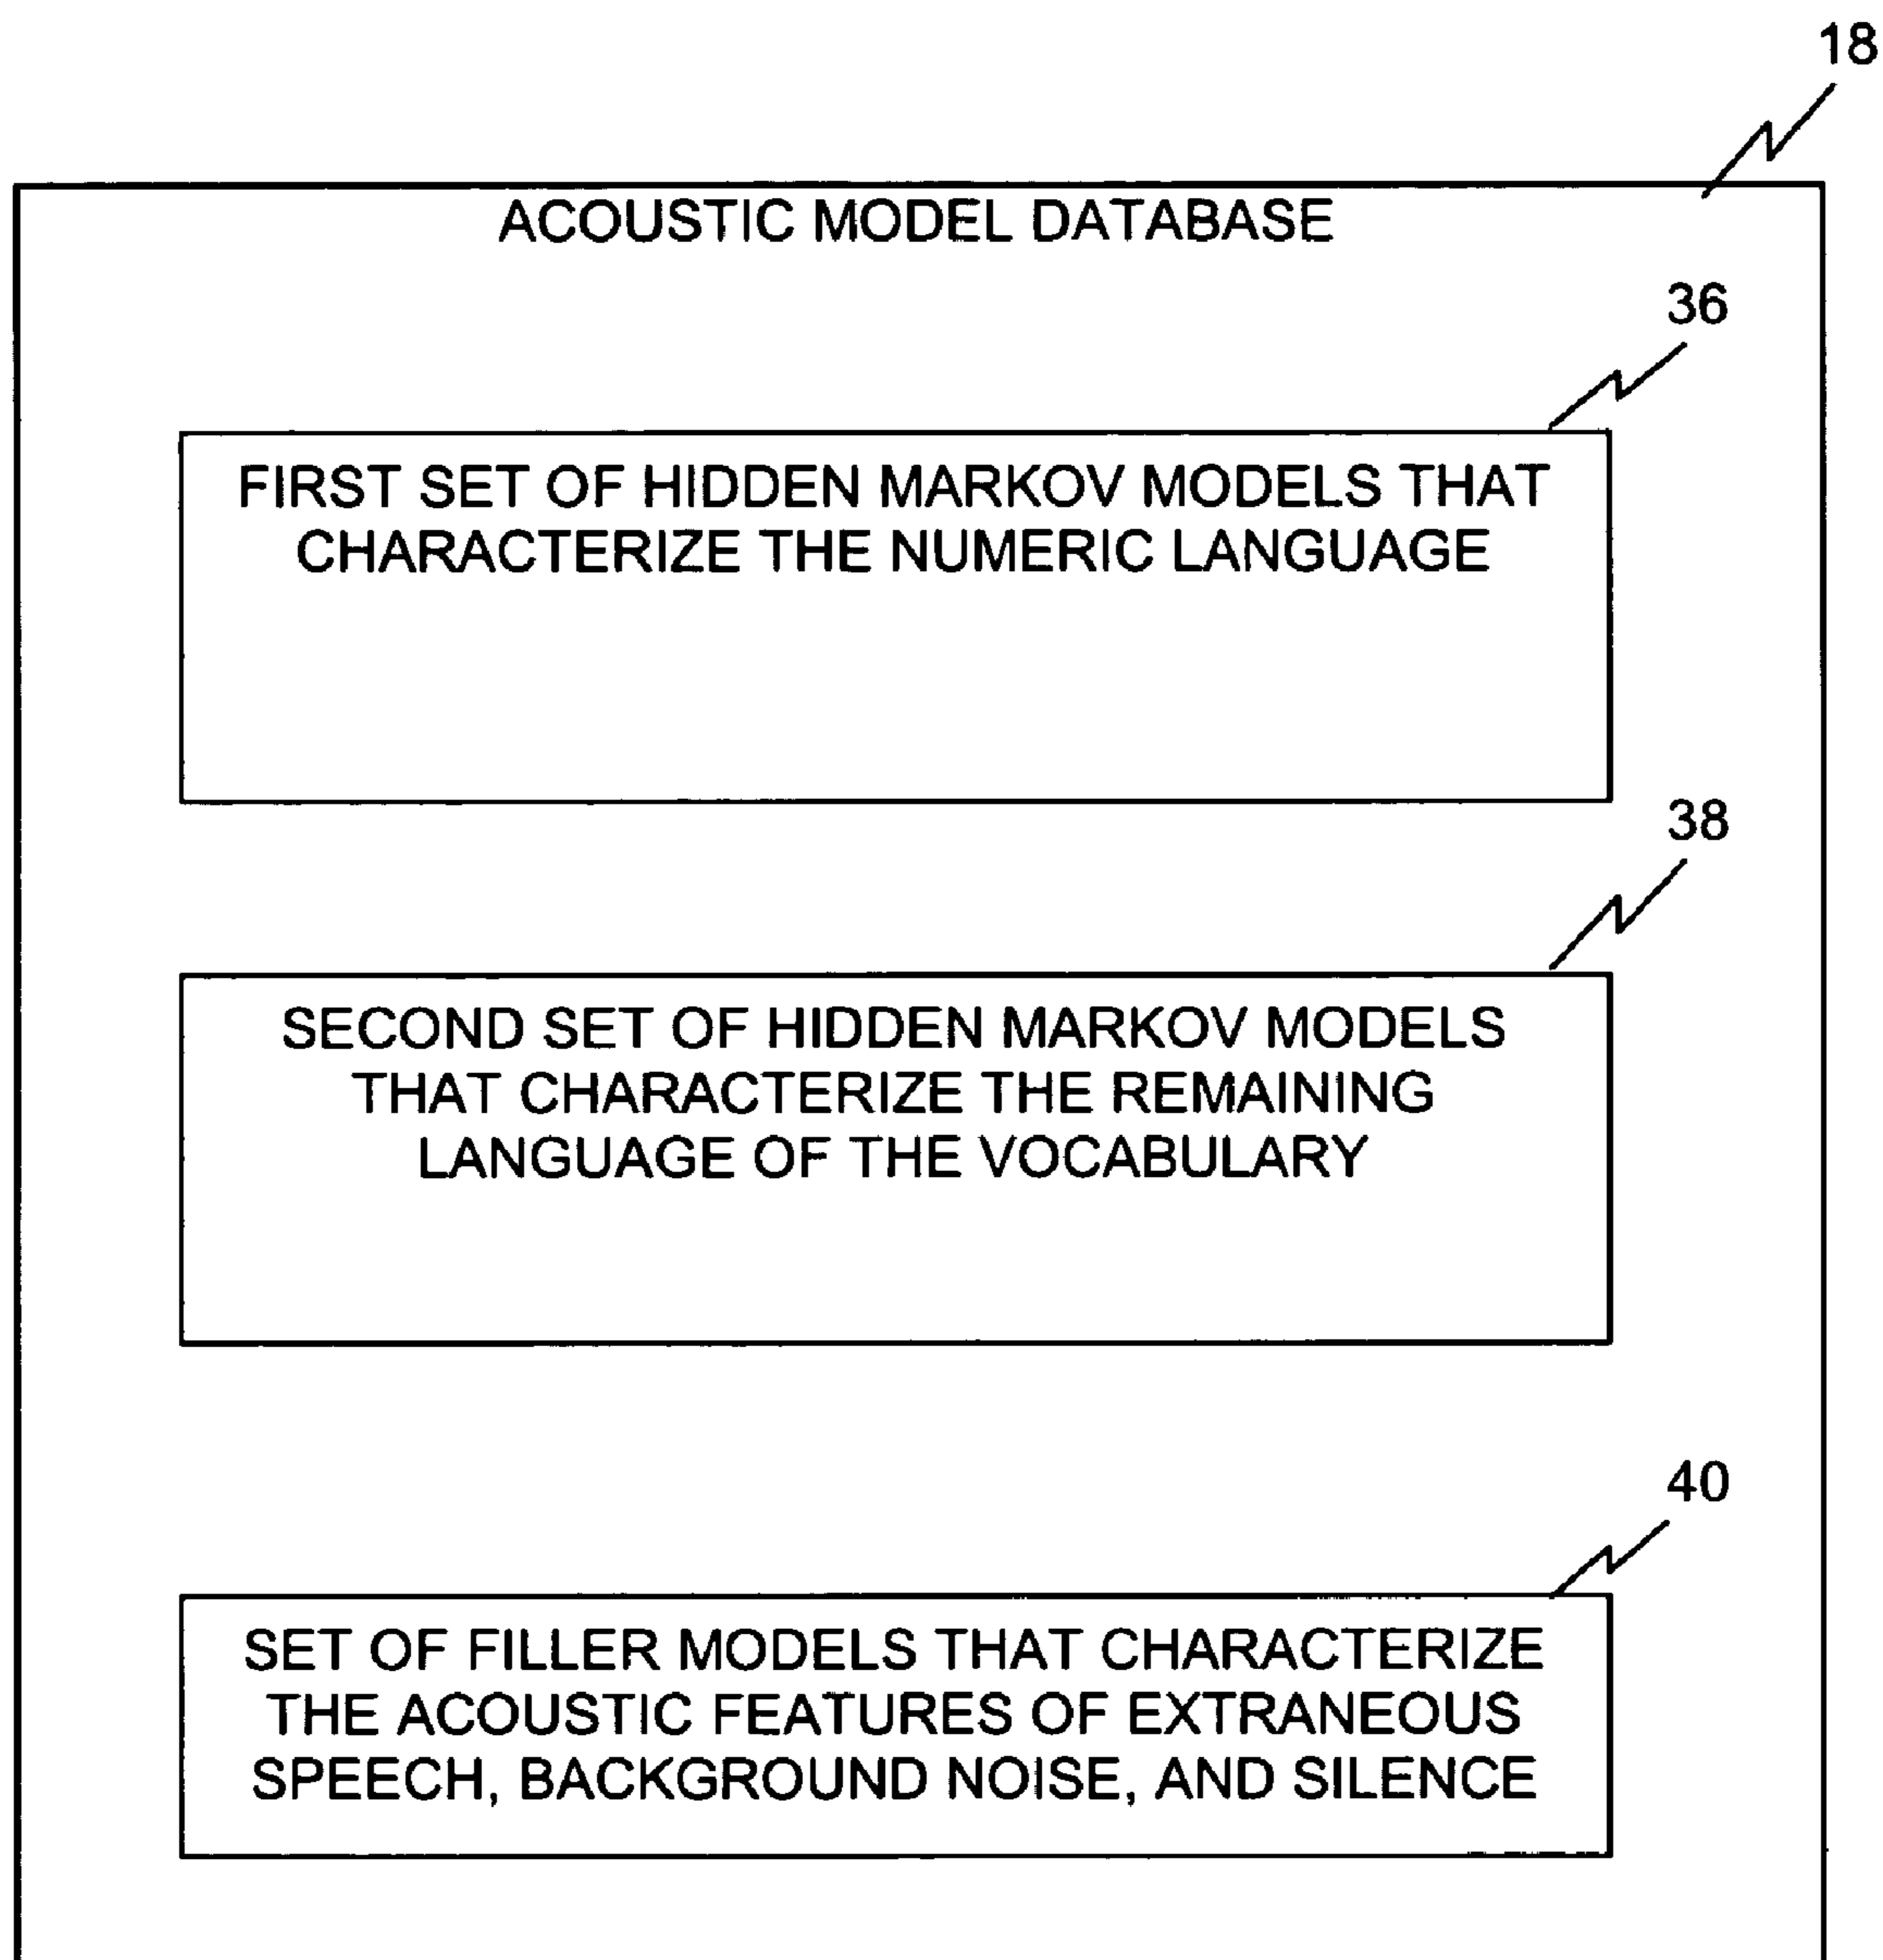 18
ACOUSTIC MODEL DATABASE
36
FIRST SET OF HIDDEN MARKOV MODELS THAT
CHARACTERIZE THE NUMERIC LANGUAGE
38
SECOND SET OF HIDDEN MARKOV MODELS
THAT CHARACTERIZE THE REMAINING
LANGUAGE OF THE VOCABULARY
40
SET OF FILLER MODELS THAT CHARACTERIZE
THE ACOUSTIC FEATURES OF EXTRANEOUS
SPEECH, BACKGROUND NOISE, AND SILENCE